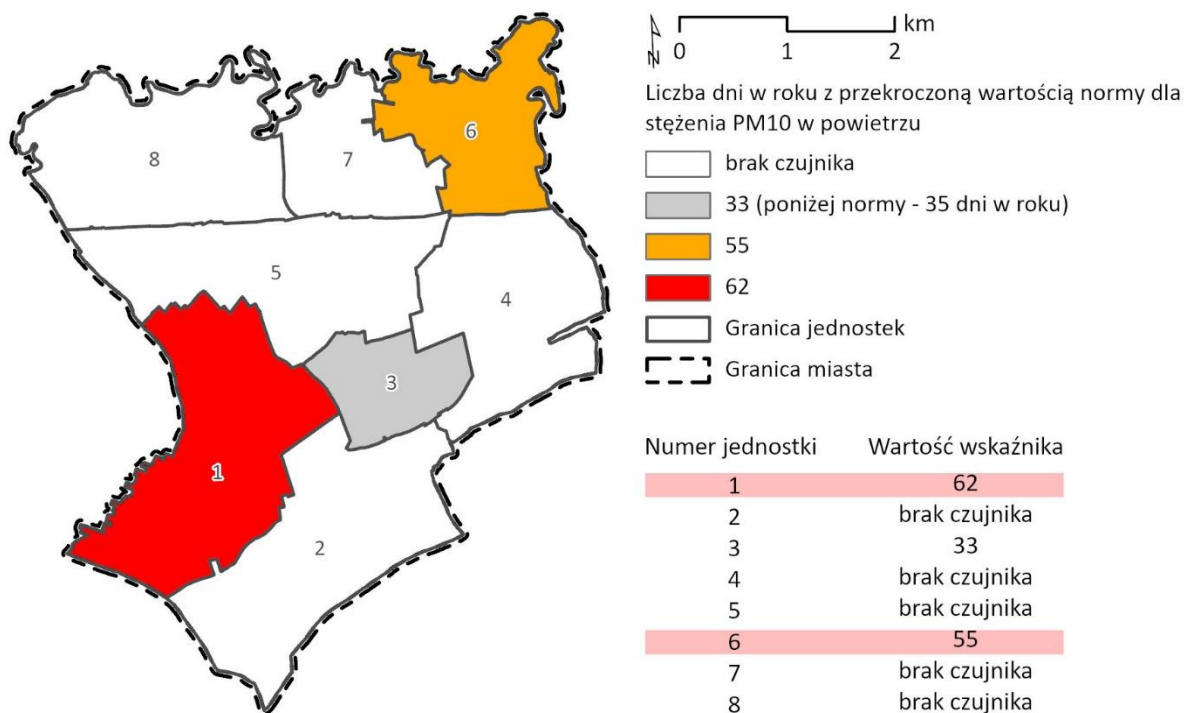 km
0 1 2
Liczba dni w roku z przekroczoną wartością normy dla
stężenia PM10 w powietrzu
brak czujnika
33 (poniżej normy - 35 dni w roku)
55
62
Granica jednostek
Granica miasta
Numer jednostki Wartość wskaźnika
1 62
2 brak czujnika
3 33
4 brak czujnika
5 brak czujnika
6 55
7 brak czujnika
8 brak czujnika
6
8
7
5
4
3
1
2